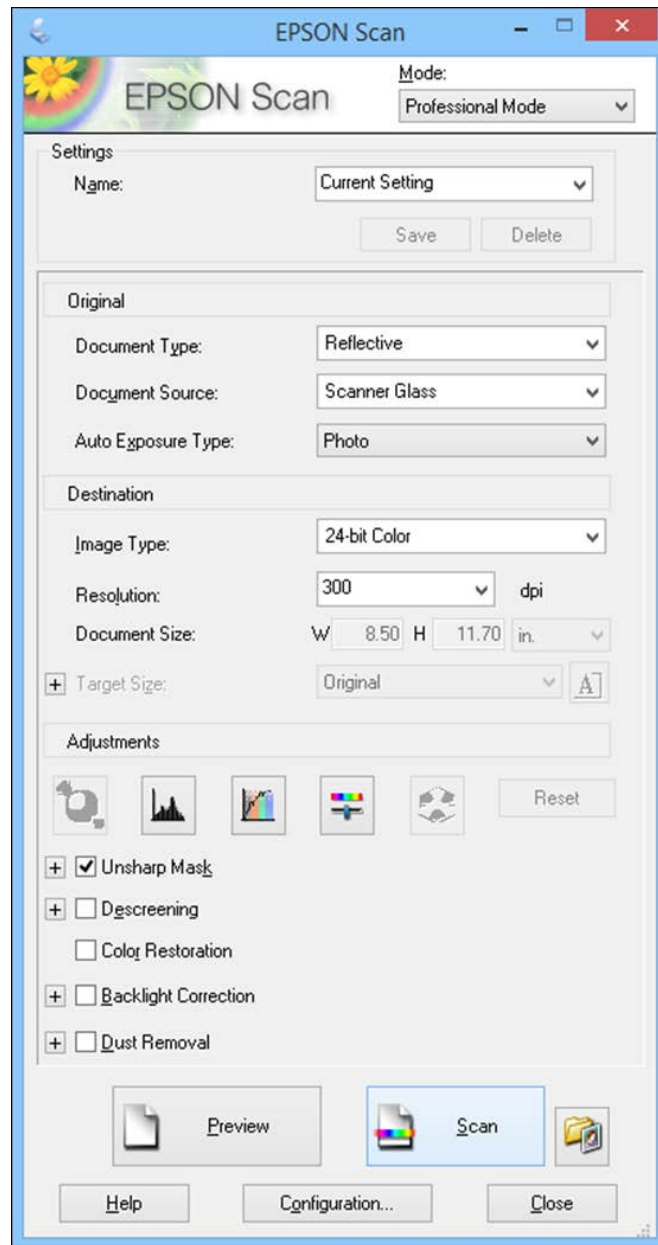 EPSON Scan
EPSON Scan
Mode:
Professional Mode
Settings
Name: Current Setting
Save Delete
Original
Document Type: Reflective
Document Source: Scanner Glass
Auto Exposure Type: Photo
Destination
Image Type: 24-bit Color
Resolution: 300 dpi
Document Size: W 8.50 H 11.70 in.
+ Target Size: Original A
Adjustments
Reset
+ Unsharp Mask
+ Descreening
Color Restoration
+ Backlight Correction
+ Dust Removal
Preview Scan
Help Configuration... Close